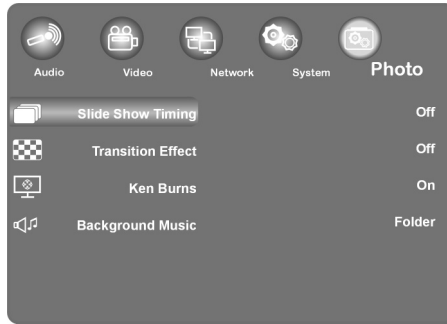 Audio Video Network System Photo
Slide Show Timing Off
Transition Effect Off
Ken Burns On
Background Music Folder